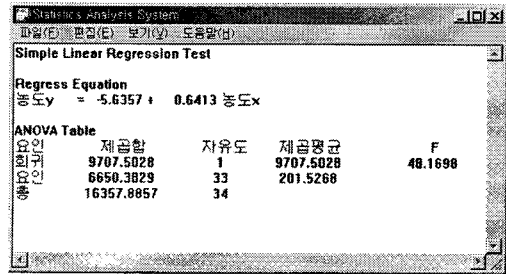 Statistics Analysis System
파일(F) 편집(E) 보기(V) 도움말(H)
Simple Linear Regression Test
Regress Equation
농도y = -5.6357 + 0.6413 농도x
ANOVA Table
요인 제곱합 자유도 제곱평균 F
회귀 9707.5028 1 9707.5028 48.1698
요인 6650.3829 33 201.5268
총 16357.8857 34